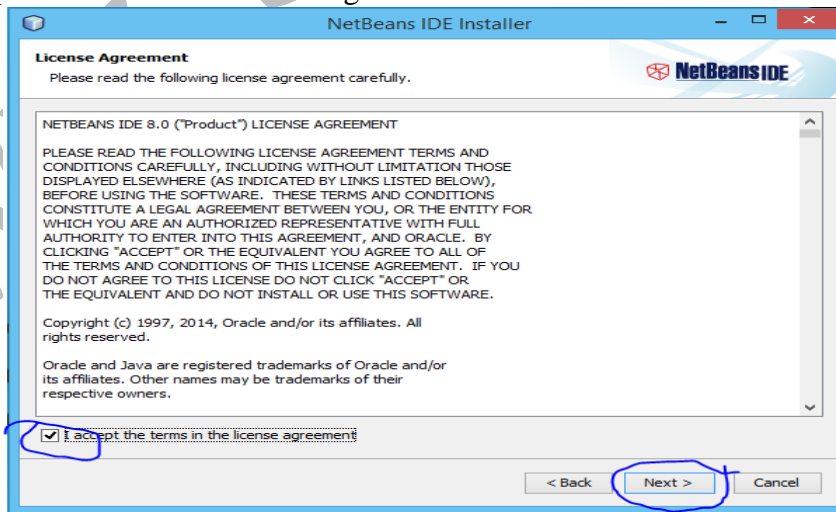 NetBeans IDE Installer
License Agreement
Please read the following license agreement carefully.
NetBeans IDE
NETBEANS IDE 8.0 ("Product") LICENSE AGREEMENT
PLEASE READ THE FOLLOWING LICENSE AGREEMENT TERMS AND
CONDITIONS CAREFULLY, INCLUDING WITHOUT LIMITATION THOSE
DISPLAYED ELSEWHERE (AS INDICATED BY LINKS LISTED BELOW),
BEFORE USING THE SOFTWARE. THESE TERMS AND CONDITIONS
CONSTITUTE A LEGAL AGREEMENT BETWEEN YOU, OR THE ENTITY FOR
WHICH YOU ARE AN AUTHORIZED REPRESENTATIVE WITH FULL
AUTHORITY TO ENTER INTO THIS AGREEMENT, AND ORACLE. BY
CLICKING "ACCEPT" OR THE EQUIVALENT YOU AGREE TO ALL OF
THE TERMS AND CONDITIONS OF THIS LICENSE AGREEMENT. IF YOU
DO NOT AGREE TO THIS LICENSE DO NOT CLICK "ACCEPT" OR
THE EQUIVALENT AND DO NOT INSTALL OR USE THIS SOFTWARE.
Copyright (c) 1997, 2014, Oracle and/or its affiliates. All
rights reserved.
Oracle and Java are registered trademarks of Oracle and/or
its affiliates. Other names may be trademarks of their
respective owners.
I accept the terms in the license agreement
< Back Next > Cancel